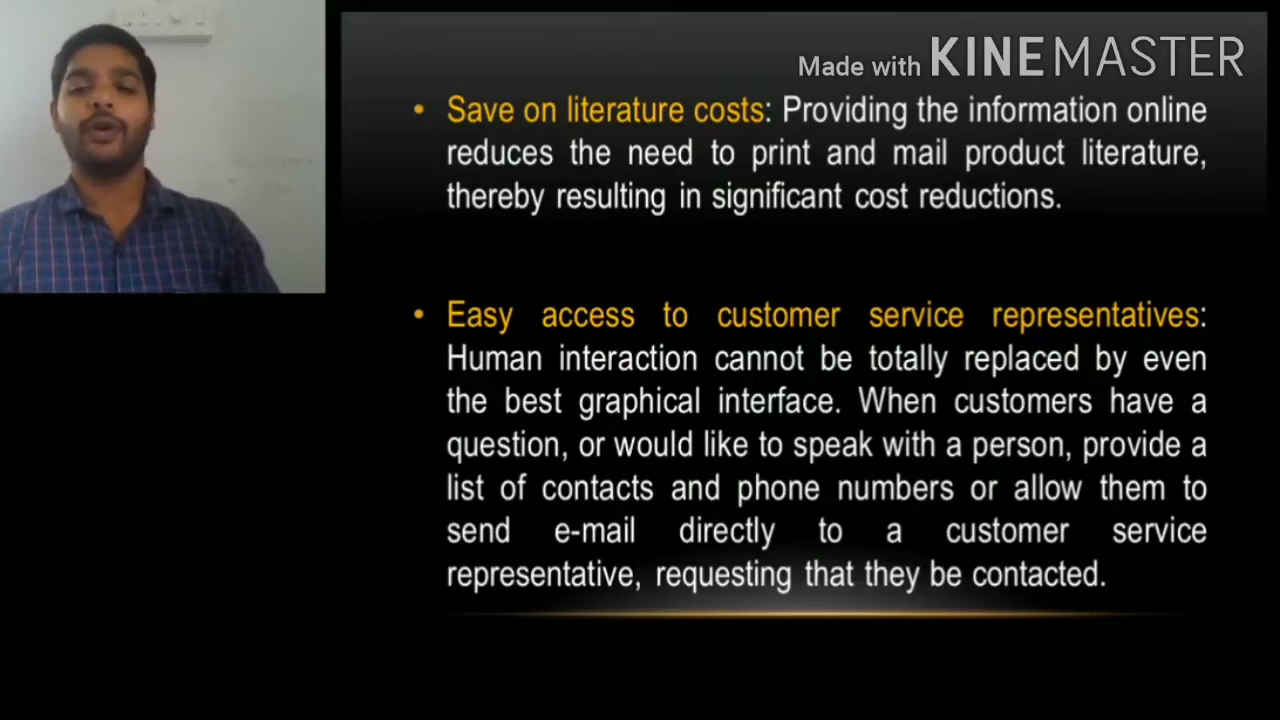 Made with KINEMASTER
• Save on literature costs: Providing the information online
reduces the need to print and mail product literature,
thereby resulting in significant cost reductions.
• Easy access to customer service representatives:
Human interaction cannot be totally replaced by even
the best graphical interface. When customers have a
question, or would like to speak with a person, provide a
list of contacts and phone numbers or allow them to
send e-mail directly to a customer service
representative, requesting that they be contacted.